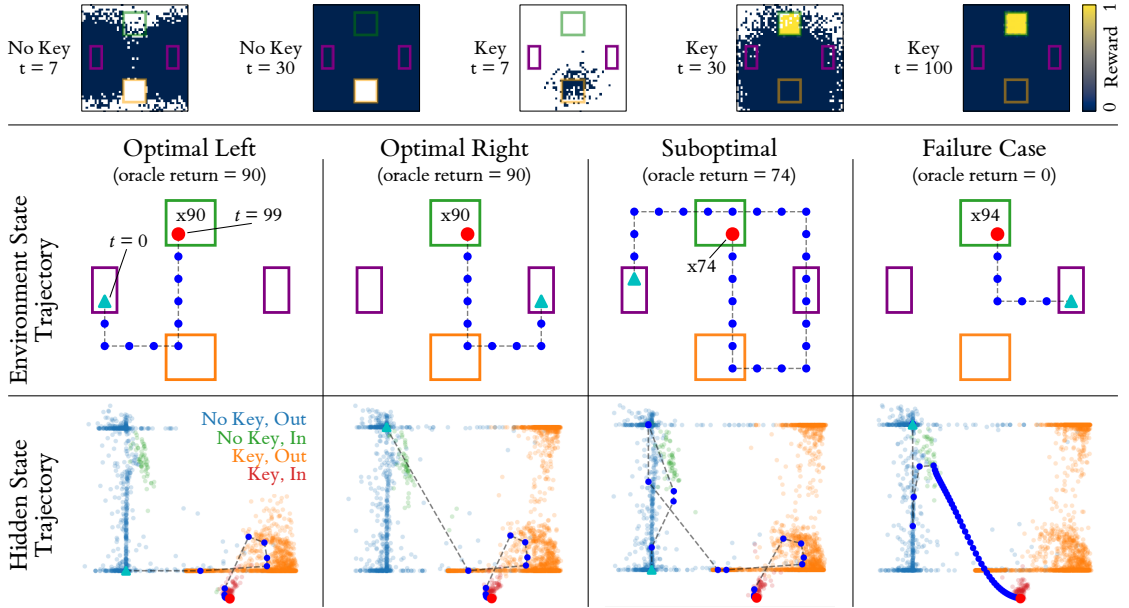 No Key
t = 7
No Key
t = 30
Key
t = 7
Key
t = 30
Key
t = 100
0 Reward 1
Optimal Left
(oracle return = 90)
Optimal Right
(oracle return = 90)
Suboptimal
(oracle return = 74)
Failure Case
(oracle return = 0)
Environment State
Trajectory
x90
t = 99
t = 0
x90
x74
x94
Hidden State
Trajectory
No Key, Out
No Key, In
Key, Out
Key, In